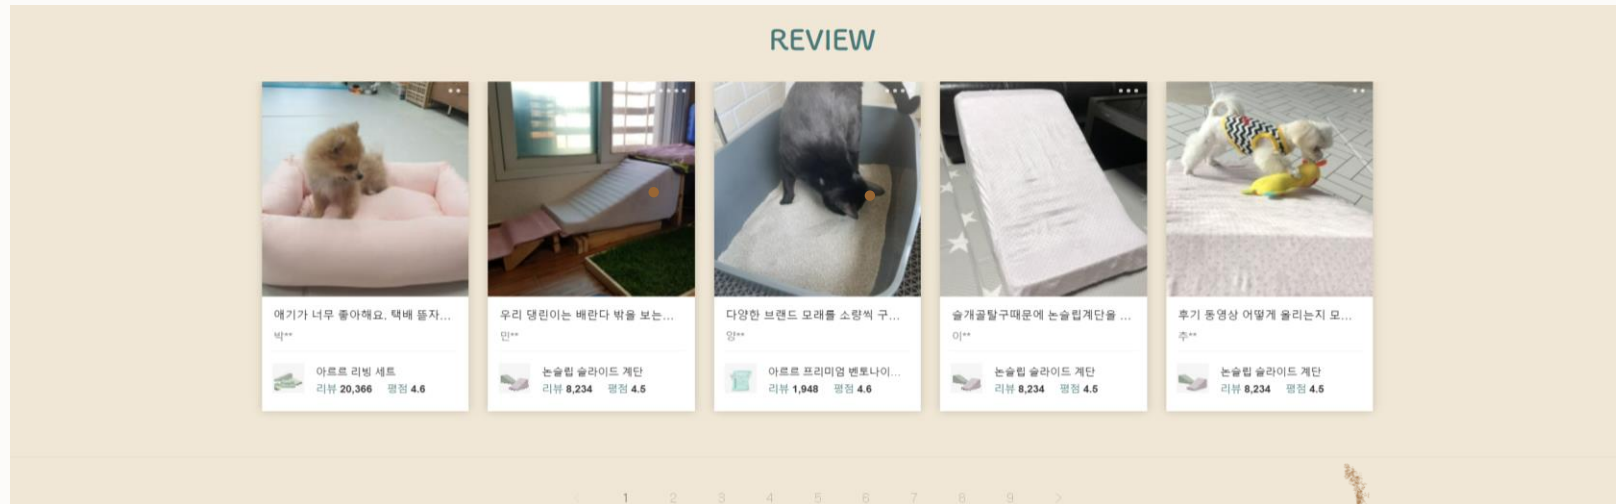 REVIEW
애기가 너무 좋아해요. 택배 뜯자...
박**
아르르 리빙 세트
리뷰 20,366 평점 4.6
우리 댕린이는 배란다 밖을 보는...
민**
논슬립 슬라이드 계단
리뷰 8,234 평점 4.5
다양한 브랜드 모래를 소량씩 구...
양**
아르르 프리미엄 벤토나이...
리뷰 1,948 평점 4.6
슬개골탈구때문에 논슬립계단을 ...
이**
논슬립 슬라이드 계단
리뷰 8,234 평점 4.5
후기 동영상 어떻게 올리는지 모...
추**
논슬립 슬라이드 계단
리뷰 8,234 평점 4.5
< 1 2 3 4 5 6 7 8 9 >